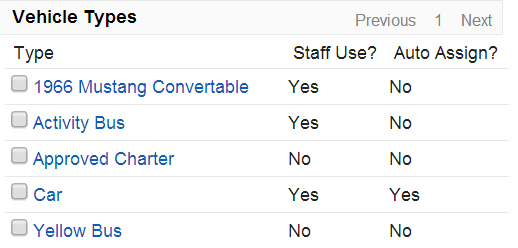 Vehicle Types Previous 1 Next
Type Staff Use? Auto Assign?
1966 Mustang Convertable Yes No
Activity Bus Yes No
Approved Charter No No
Car Yes Yes
Yellow Bus No No